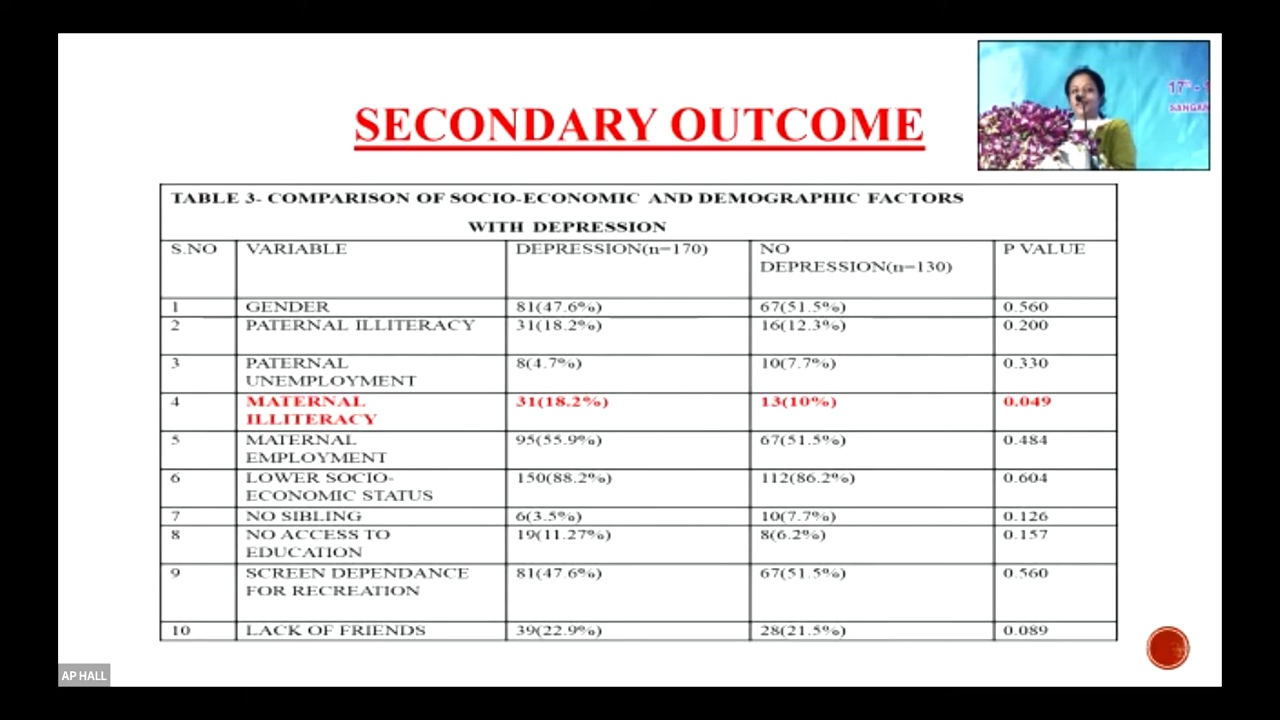 SECONDARY OUTCOME
17th - 1
SANGAM
TABLE 3- COMPARISON OF SOCIO-ECONOMIC AND DEMOGRAPHIC FACTORS
WITH DEPRESSION
S.NO VARIABLE DEPRESSION(n=170) NO P VALUE
DEPRESSION(n=130)
1 GENDER 81(47.6%) 67(51.5%) 0.560
2 PATERNAL ILLITERACY 31(18.2%) 16(12.3%) 0.200
3 PATERNAL 8(4.7%) 10(7.7%) 0.330
UNEMPLOYMENT
4 MATERNAL 31(18.2%) 13(10%) 0.049
ILLITERACY
5 MATERNAL 95(55.9%) 67(51.5%) 0.484
EMPLOYMENT
6 LOWER SOCIO- 150(88.2%) 112(86.2%) 0.604
ECONOMIC STATUS
7 NO SIBLING 6(3.5%) 10(7.7%) 0.126
8 NO ACCESS TO 19(11.27%) 8(6.2%) 0.157
EDUCATION
9 SCREEN DEPENDANCE 81(47.6%) 67(51.5%) 0.560
FOR RECREATION
10 LACK OF FRIENDS 39(22.9%) 28(21.5%) 0.089
AP HALL